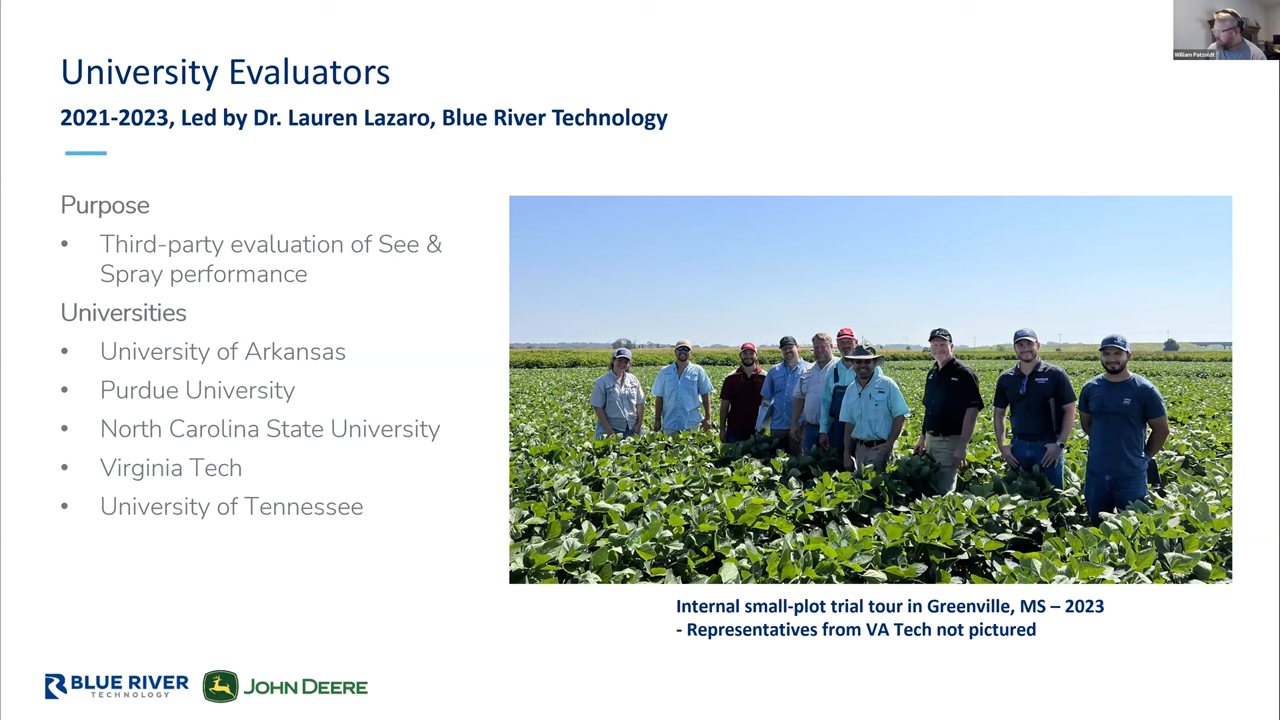 University Evaluators
2021-2023, Led by Dr. Lauren Lazaro, Blue River Technology
Purpose
• Third-party evaluation of See &
Spray performance
Universities
• University of Arkansas
• Purdue University
• North Carolina State University
• Virginia Tech
• University of Tennessee
Internal small-plot trial tour in Greenville, MS – 2023
- Representatives from VA Tech not pictured
BLUE RIVER
TECHNOLOGY
JOHN DEERE
William Patzoldt